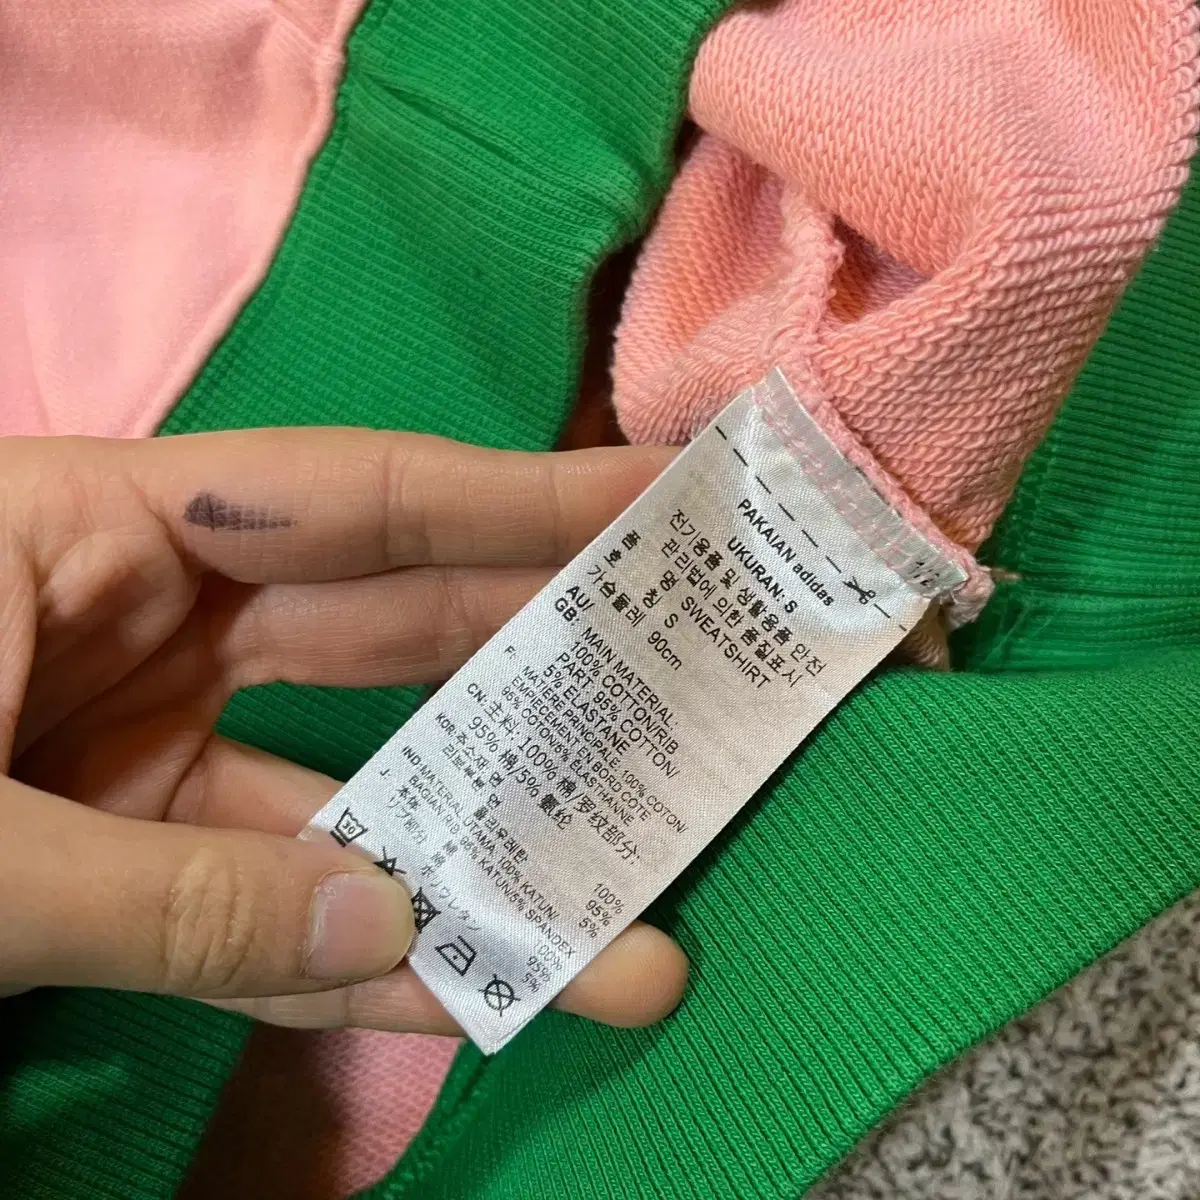 PAKAIAN adidas
UKURAN: S
전기용품 및 생활용품 안전
관리법에 의한 품질표시
품 명 SWEATSHIRT
호 칭 S
가슴둘레 90cm
AU/ MAIN MATERIAL:
GB: 100% COTTON/RIB
PART: 95% COTTON/
5% ELASTANE
F: MATIÈRE PRINCIPALE, 100% COTON/
EMPIECEMENT EN BORD COTE
95% COTON/5% ÉLASTHANNE
CN: 主料: 100% 棉/罗纹部分:
95% 棉/5% 氨纶
KOR: 주소재 면 100%
리브부분 면 95%
폴리우레탄 5%
IND: MATERIAL UTAMA, 100% KATUN/
BAGIAN RIB: 95% KATUN/5% SPANDEX
J: 本体 綿 100%
リブ部分 綿 95%
ポリウレタン 5%